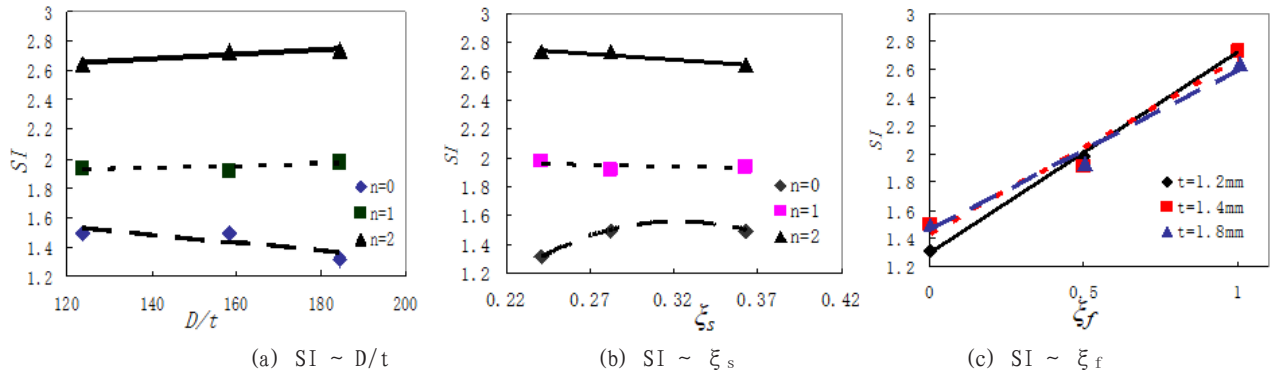 3
2.8
2.6
2.4
2.2
2
1.8
1.6
1.4
1.2
SI
120 130 140 150 160 170 180 190 200
D/t
n=0
n=1
n=2
(a) SI ~ D/t
3
2.8
2.6
2.4
2.2
2
1.8
1.6
1.4
1.2
SI
0.22 0.27 0.32 0.37 0.42
ξs
n=0
n=1
n=2
(b) SI ~ ξs
3
2.8
2.6
2.4
2.2
2
1.8
1.6
1.4
1.2
SI
0 0.5 1
ξf
t=1.2mm
t=1.4mm
t=1.8mm
(c) SI ~ ξf